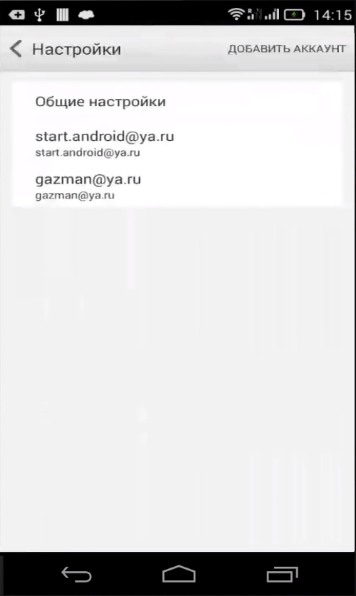 14:15
Настройки
ДОБАВИТЬ АККАУНТ
Общие настройки
start.android@ya.ru
start.android@ya.ru
gazman@ya.ru
gazman@ya.ru